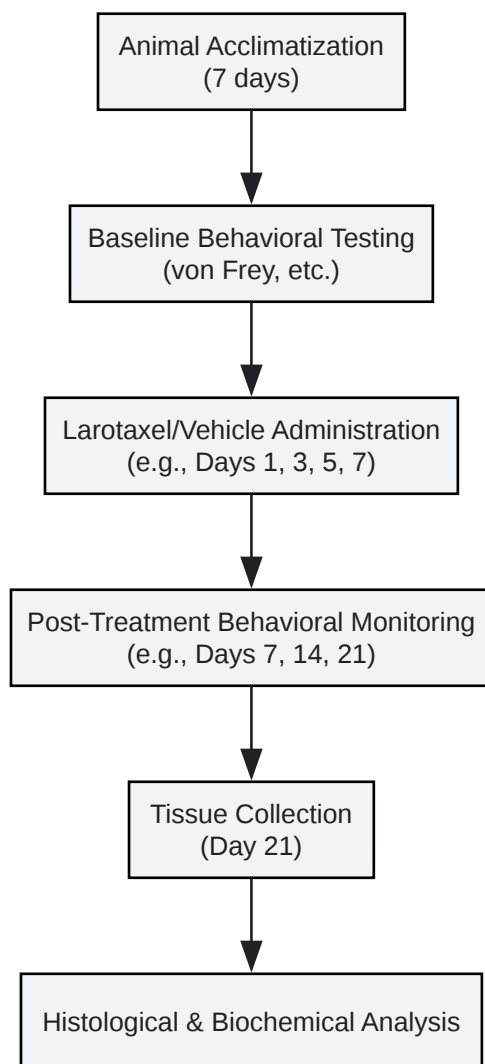 Animal Acclimatization
(7 days)
Baseline Behavioral Testing
(von Frey, etc.)
Larotaxel/Vehicle Administration
(e.g., Days 1, 3, 5, 7)
Post-Treatment Behavioral Monitoring
(e.g., Days 7, 14, 21)
Tissue Collection
(Day 21)
Histological & Biochemical Analysis